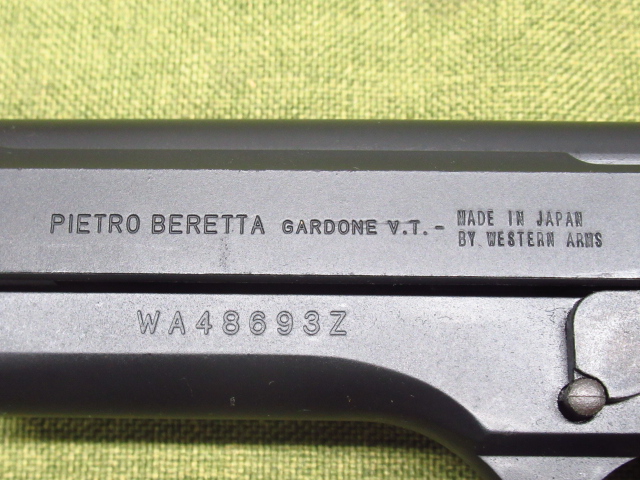 PIETRO BERETTA GARDONE V.T. - MADE IN JAPAN
BY WESTERN ARMS
WA48693Z